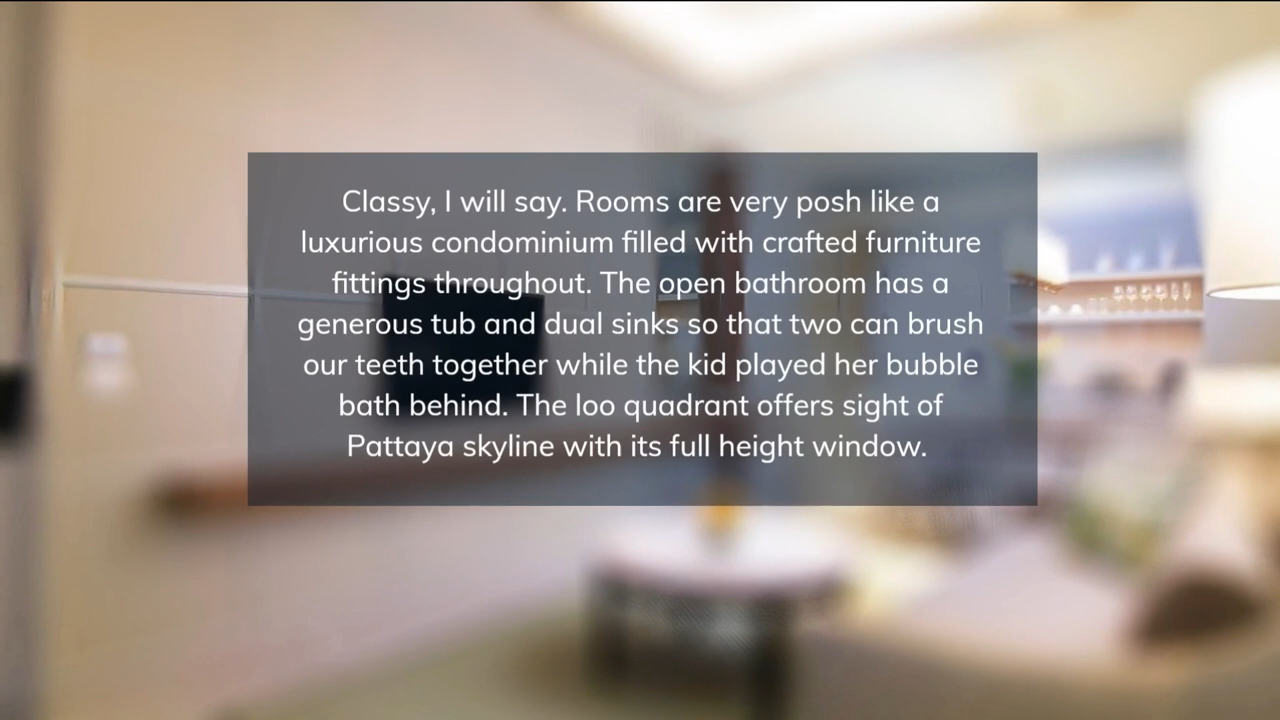 Classy, I will say. Rooms are very posh like a
luxurious condominium filled with crafted furniture
fittings throughout. The open bathroom has a
generous tub and dual sinks so that two can brush
our teeth together while the kid played her bubble
bath behind. The loo quadrant offers sight of
Pattaya skyline with its full height window.